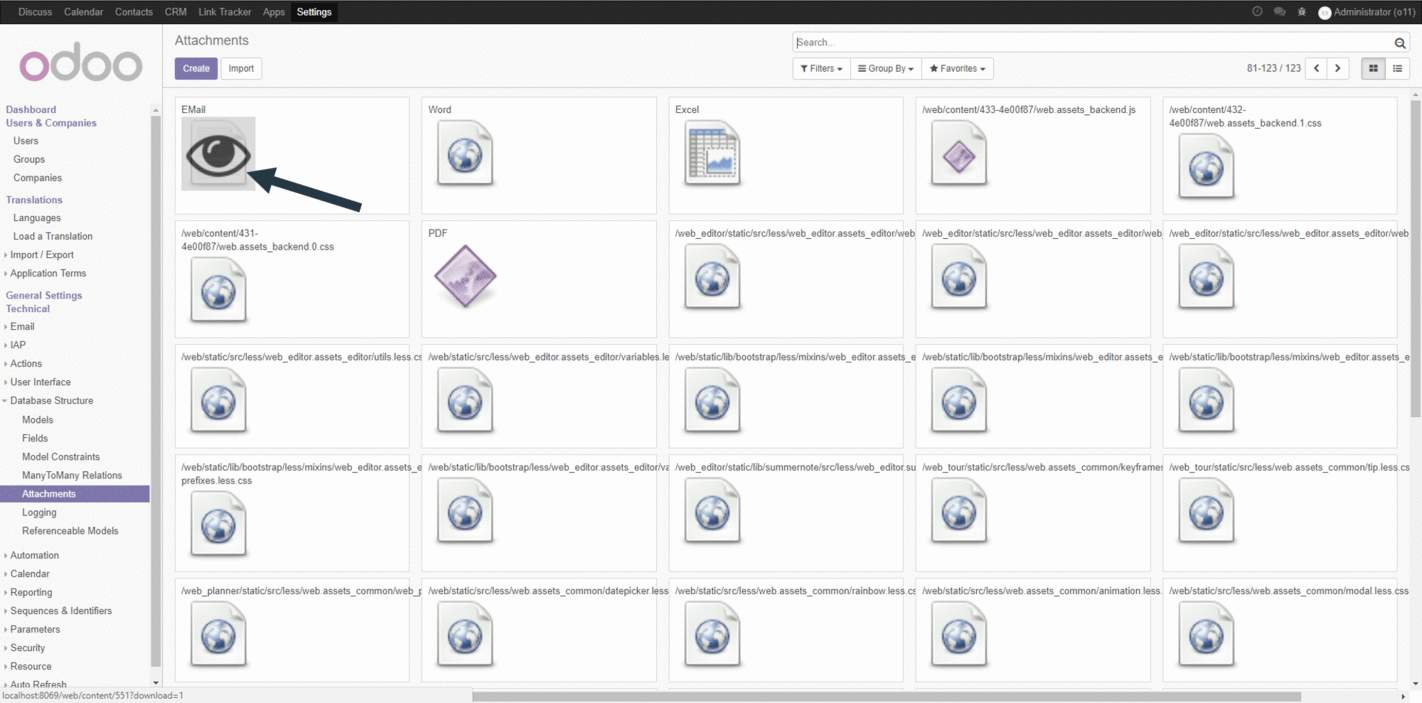 Discuss Calendar Contacts CRM Link Tracker Apps Settings Administrator (o11)
odoo
Attachments
Search...
Create Import
Filters Group By Favorites 81-123 / 123
Dashboard
Users & Companies
Users
Groups
Companies
Translations
Languages
Load a Translation
Import / Export
Application Terms
General Settings
Technical
Email
IAP
Actions
User Interface
Database Structure
Models
Fields
Model Constraints
ManyToMany Relations
Attachments
Logging
Referenceable Models
Automation
Calendar
Reporting
Sequences & Identifiers
Parameters
Security
Resource
Auto Refresh
EMail
Word
Excel
/web/content/433-4e00f87/web.assets_backend.js
/web/content/432-
4e00f87/web.assets_backend.1.css
/web/content/431-
4e00f87/web.assets_backend.0.css
PDF
/web_editor/static/src/less/web_editor.assets_editor/web
/web_editor/static/src/less/web_editor.assets_editor/web
/web_editor/static/src/less/web_editor.assets_editor/web
/web/static/src/less/web_editor.assets_editor/utils.less.cs
/web/static/src/less/web_editor.assets_editor/variables.le
/web/static/lib/bootstrap/less/mixins/web_editor.assets_e
/web/static/lib/bootstrap/less/mixins/web_editor.assets_e
/web/static/lib/bootstrap/less/mixins/web_editor.assets_e
/web/static/lib/bootstrap/less/mixins/web_editor.assets_e
prefixes.less.css
/web/static/lib/bootstrap/less/web_editor.assets_editor/va
/web_editor/static/lib/summernote/src/less/web_editor.su
/web_tour/static/src/less/web.assets_common/keyframes
/web_tour/static/src/less/web.assets_common/tip.less.cs
/web_planner/static/src/less/web.assets_common/web_p
/web/static/src/less/web.assets_common/datepicker.less
/web/static/src/less/web.assets_common/rainbow.less.cs
/web/static/src/less/web.assets_common/animation.less.
/web/static/src/less/web.assets_common/modal.less.css
localhost:8069/web/content/551?download=1